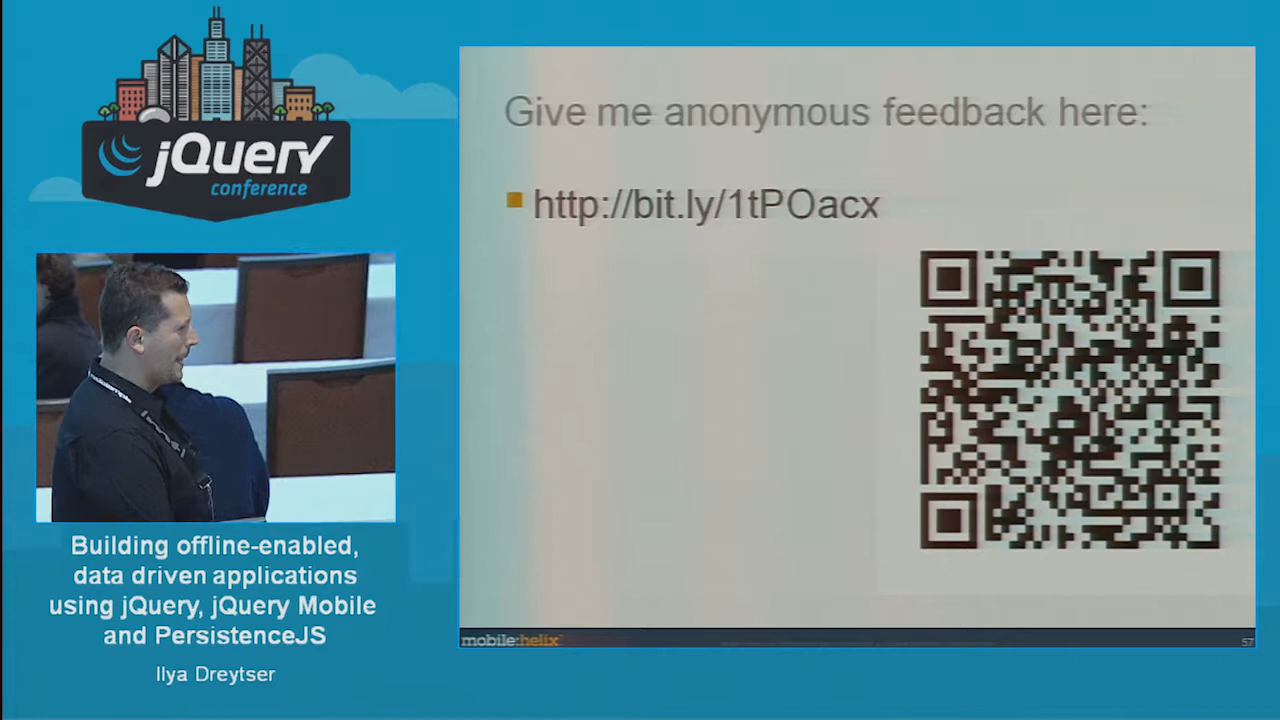 jQuery
conference
Building offline-enabled,
data driven applications
using jQuery, jQuery Mobile
and PersistenceJS
Ilya Dreytser
Give me anonymous feedback here:
http://bit.ly/1tPOacx
mobile:helix
57